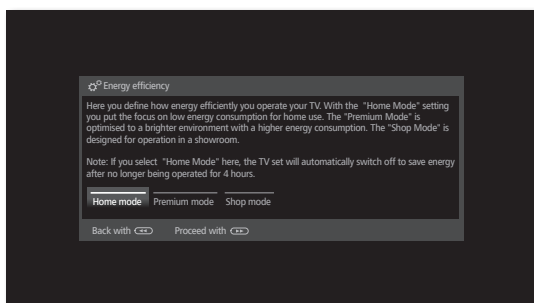 Energy efficiency
Here you define how energy efficiently you operate your TV. With the "Home Mode" setting
you put the focus on low energy consumption for home use. The "Premium Mode" is
optimised to a brighter environment with a higher energy consumption. The "Shop Mode" is
designed for operation in a showroom.
Note: If you select "Home Mode" here, the TV set will automatically switch off to save energy
after no longer being operated for 4 hours.
Home mode Premium mode Shop mode
Back with Proceed with